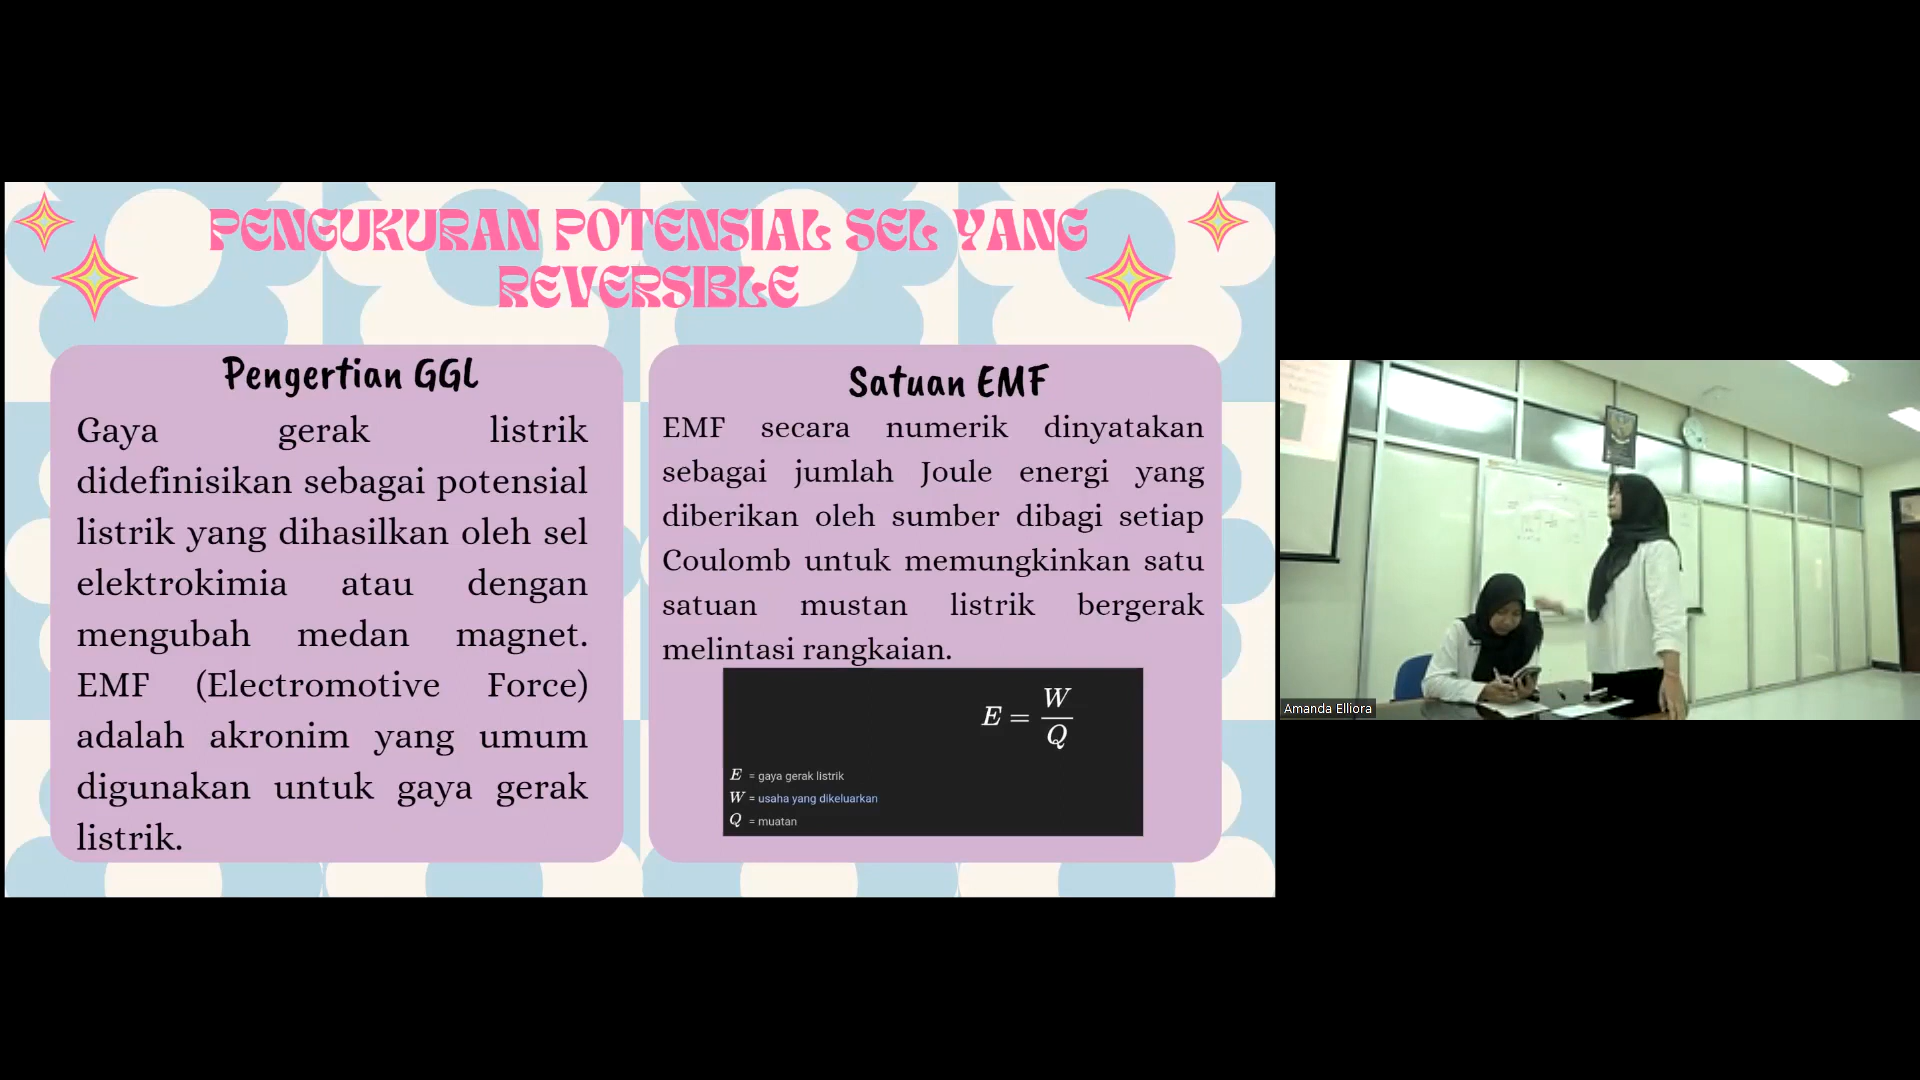 PENGUKURAN POTENSIAL SEL YANG
REVERSIBLE
Pengertian GGL
Gaya gerak listrik
didefinisikan sebagai potensial
listrik yang dihasilkan oleh sel
elektrokimia atau dengan
mengubah medan magnet.
EMF (Electromotive Force)
adalah akronim yang umum
digunakan untuk gaya gerak
listrik.
Satuan EMF
EMF secara numerik dinyatakan
sebagai jumlah Joule energi yang
diberikan oleh sumber dibagi setiap
Coulomb untuk memungkinkan satu
satuan mustan listrik bergerak
melintasi rangkaian.
E = W/Q
E = gaya gerak listrik
W = usaha yang dikeluarkan
Q = muatan
Amanda Elliora